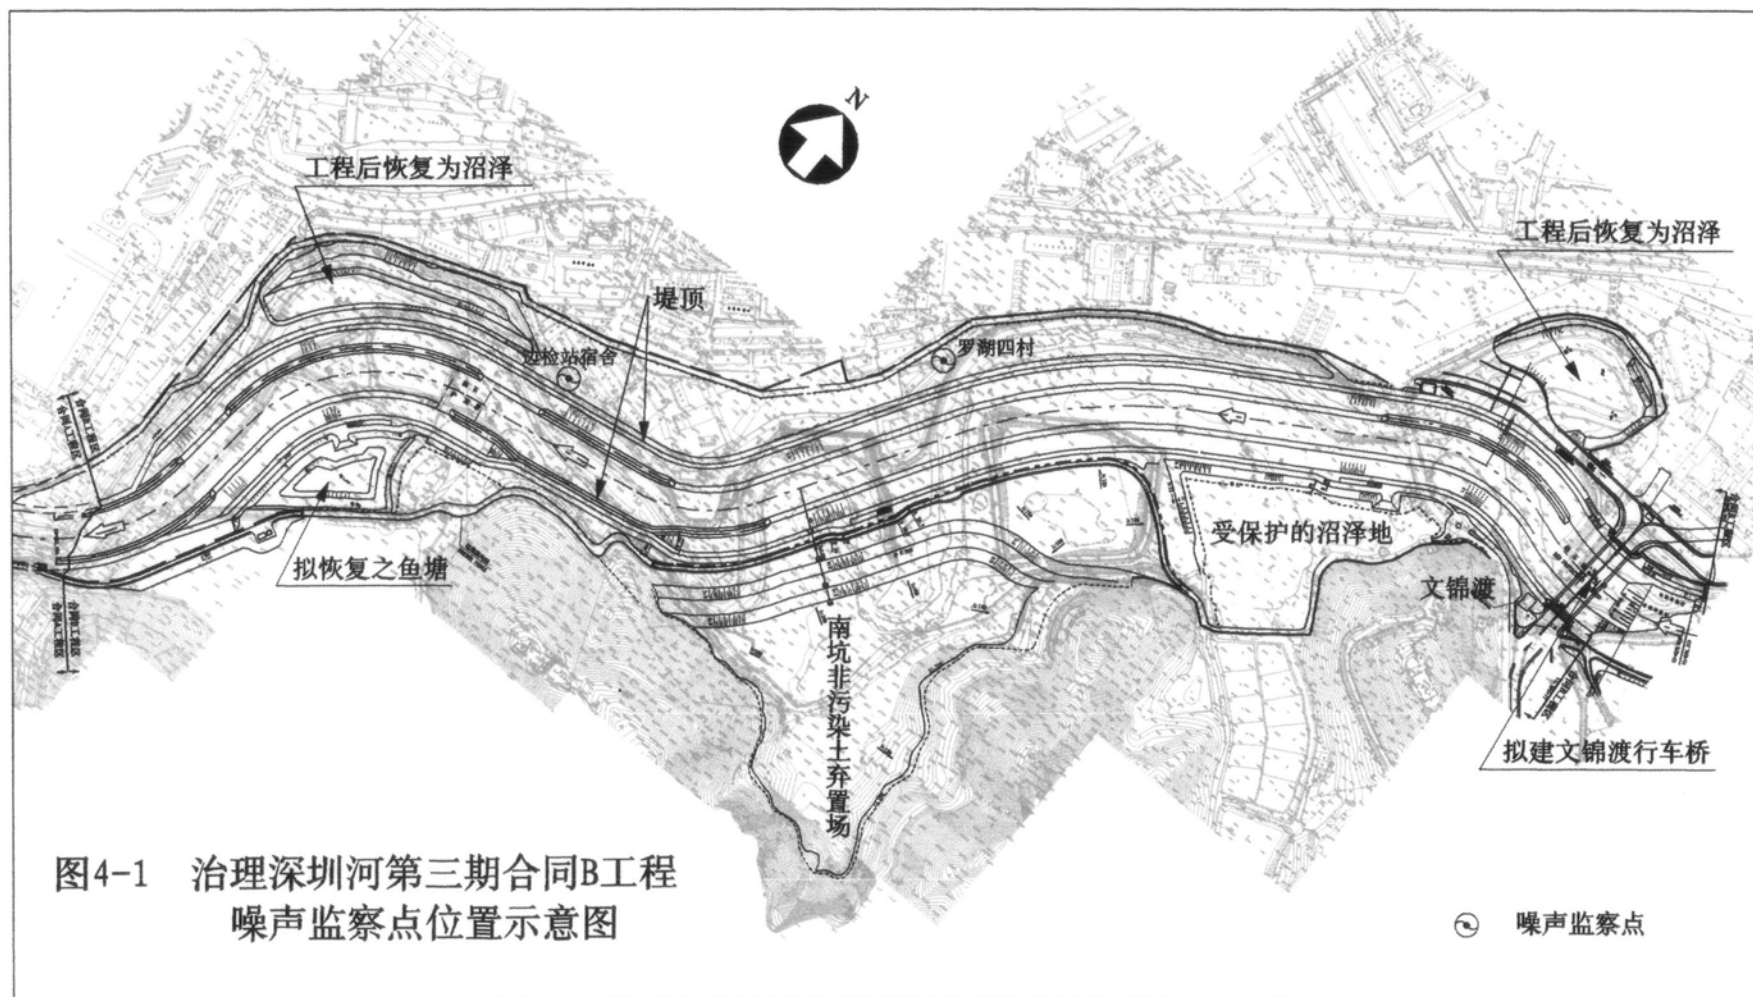 N
工程后恢复为沼泽
工程后恢复为沼泽
堤顶
边检站宿舍
罗湖四村
受保护的沼泽地
拟恢复之鱼塘
文锦渡
南坑非污染土弃置场
拟建文锦渡行车桥
图4-1 治理深圳河第三期合同B工程
噪声监察点位置示意图
噪声监察点